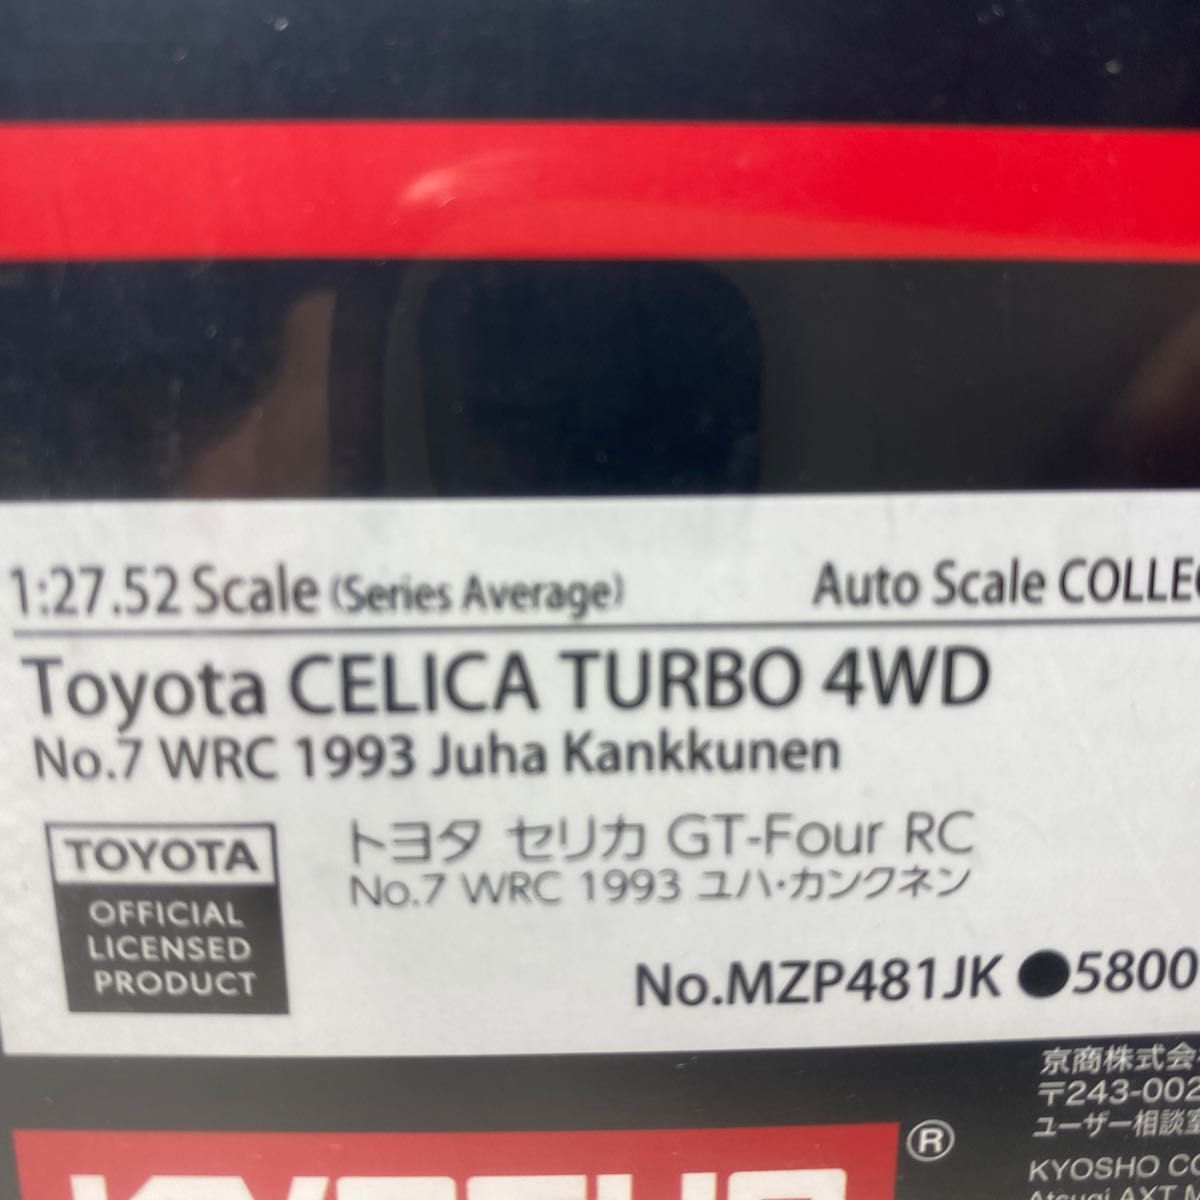 1:27.52 Scale (Series Average)
Auto Scale COLLEC
Toyota CELICA TURBO 4WD
No.7 WRC 1993 Juha Kankkunen
トヨタ セリカ GT-Four RC
No.7 WRC 1993 ユハ・カンクネン
TOYOTA
OFFICIAL
LICENSED
PRODUCT
No.MZP481JK ●5800
京商株式会
〒243-002
ユーザー相談室
KYOSHO CO
KYOSHO ®